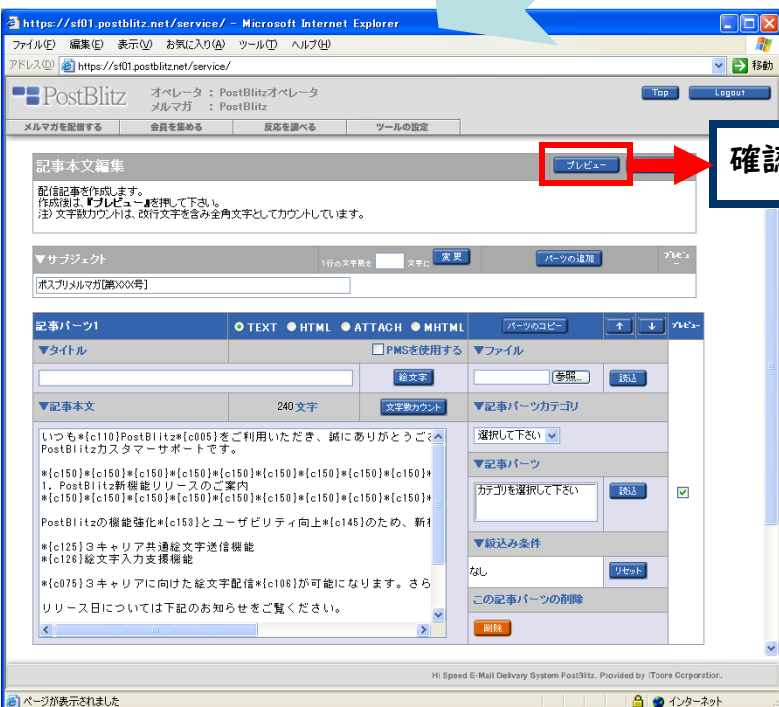 https://sf01.postblitz.net/service/ - Microsoft Internet Explorer
ファイル(F) 編集(E) 表示(V) お気に入り(A) ツール(T) ヘルプ(H)
アドレス(D) https://sf01.postblitz.net/service/ 移動
PostBlitz オペレータ : PostBlitzオペレータ Top Logout
メルマガ : PostBlitz
メルマガを配信する 会員を集める 反応を調べる ツールの設定
記事本文編集 プレビュー
確認
配信記事を作成します。
作成後は、『プレビュー』を押して下さい。
注) 文字数カウントは、改行文字を含み全角文字としてカウントしています。
▼サブジェクト 1行の文字数を 文字に 変更 パーツの追加 プレビュー
ポスブリメルマガ[第XXX号]
記事パーツ1 TEXT HTML ATTACH MHTML パーツのコピー ↑ ↓ プレビュー
▼タイトル PMSを使用する ▼ファイル
絵文字 参照... 読込
▼記事本文 240文字 文字数カウント ▼記事パーツカテゴリ
いつも*{c110}PostBlitz*{c005}をご利用いただき、誠にありがとうござ
PostBlitzカスタマーサポートです。
選択して下さい
*{c150}*{c150}*{c150}*{c150}*{c150}*{c150}*{c150}*{c150}*{c150}*
1. PostBlitz新機能リリースのご案内
*{c150}*{c150}*{c150}*{c150}*{c150}*{c150}*{c150}*{c150}*{c150}*
▼記事パーツ
カテゴリを選択して下さい 読込
PostBlitzの機能強化*{c153}とユーザビリティ向上*{c145}のため、新
*{c125}3キャリア共通絵文字送信機能
*{c126}絵文字入力支援機能
▼絞込み条件
なし リセット
*{c075}3キャリアに向けた絵文字配信*{c106}が可能になります。さら
リリース日については下記のお知らせをご覧ください。
この記事パーツの削除
削除
Hi Speed E-Mail Delivery System PostBlitz. Provided by iTcore Corporation.
ページが表示されました インターネット